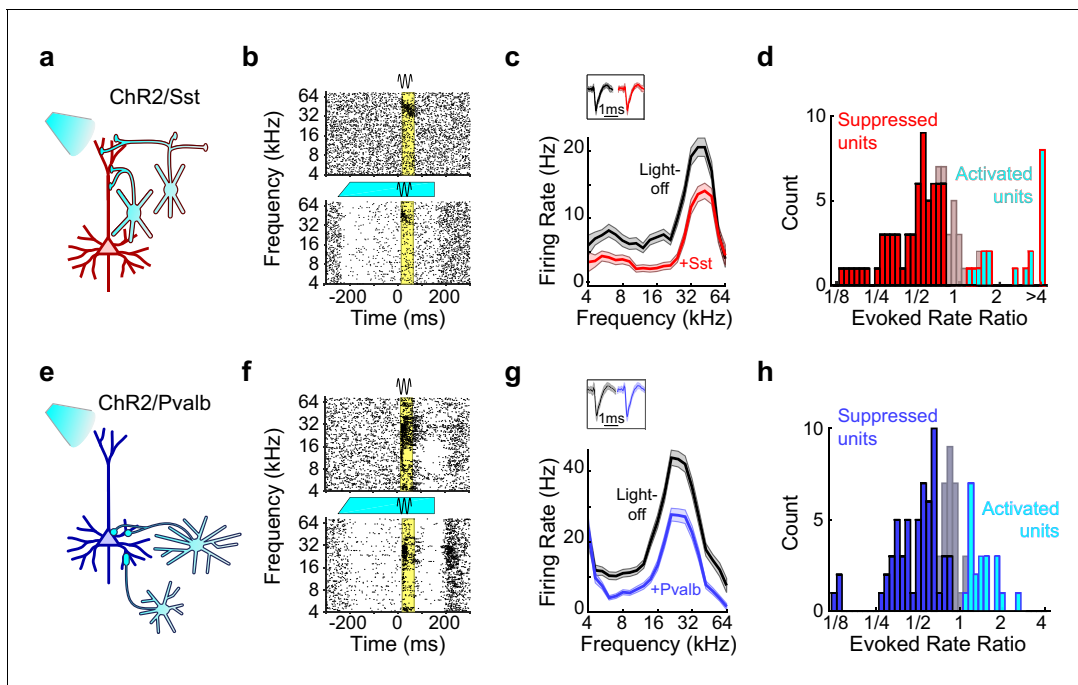 a
ChR2/Sst
b
64
32
16
8
4
64
32
16
8
4
Frequency (kHz)
-200
0
200
Time (ms)
c
1ms
20
10
0
Firing Rate (Hz)
Light-
off
+Sst
4
8
16
32
64
Frequency (kHz)
d
10
5
0
Count
Suppressed
units
Activated
units
1/8
1/4
1/2
1
2
>4
Evoked Rate Ratio
e
ChR2/Pvalb
f
64
32
16
8
4
64
32
16
8
4
Frequency (kHz)
-200
0
200
Time (ms)
g
1ms
40
20
0
Firing Rate (Hz)
Light-
off
+Pvalb
4
8
16
32
64
Frequency (kHz)
h
10
5
0
Count
Suppressed
units
Activated
units
1/8
1/4
1/2
1
2
4
Evoked Rate Ratio